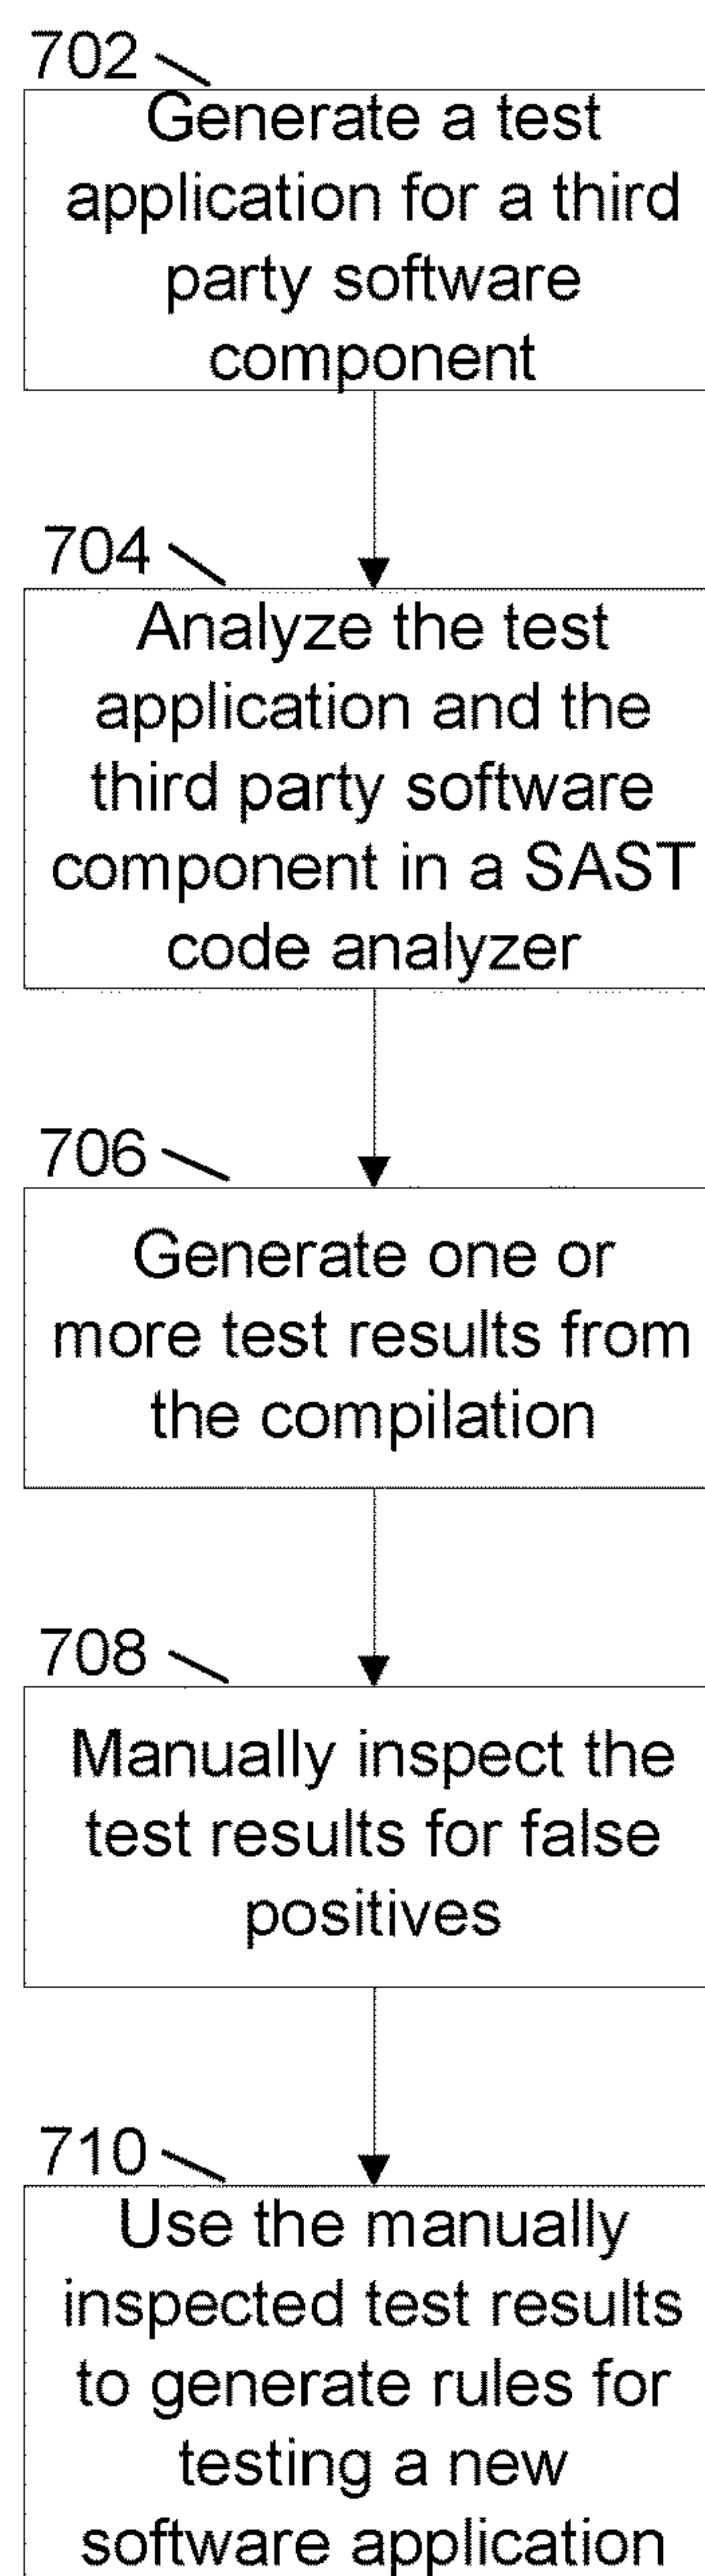 702
Generate a test
application for a third
party software
component
704
Analyze the test
application and the
third party software
component in a SAST
code analyzer
706
Generate one or
more test results from
the compilation
708
Manually inspect the
test results for false
positives
710
Use the manually
inspected test results
to generate rules for
testing a new
software application